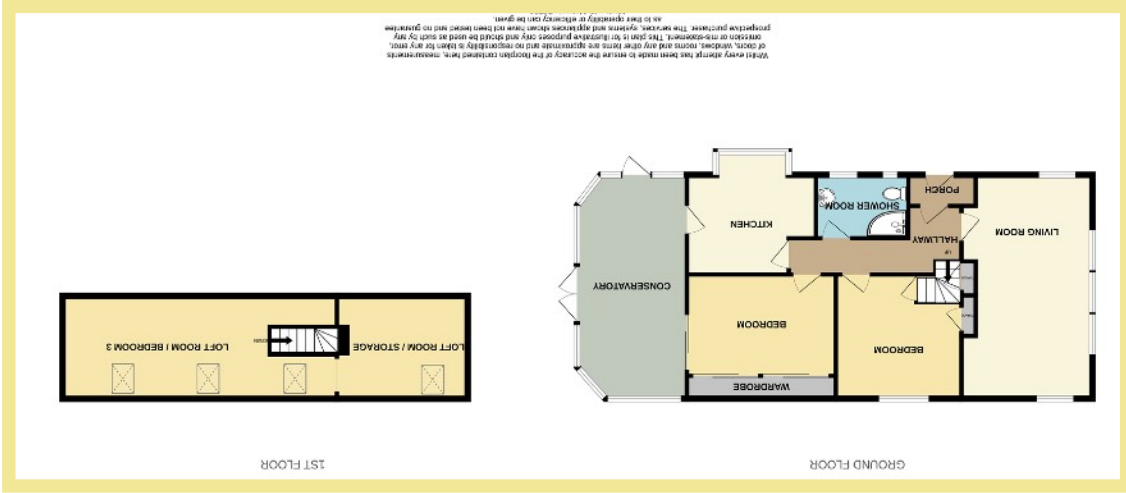 GROUND FLOOR
1ST FLOOR
WARDROBE
BEDROOM
BEDROOM
CONSERVATORY
LIVING ROOM
HALLWAY
UP
KITCHEN
SHOWER ROOM
PORCH
LOFT ROOM / STORAGE
DOWN
LOFT ROOM / BEDROOM 3
Whilst every attempt has been made to ensure the accuracy of the floorplan contained here, measurements
of doors, windows, rooms and any other items are approximate and no responsibility is taken for any error,
omission or mis-statement. This plan is for illustrative purposes only and should be used as such by any
prospective purchaser. The services, systems and appliances shown have not been tested and no guarantee
as to their operability or efficiency can be given.